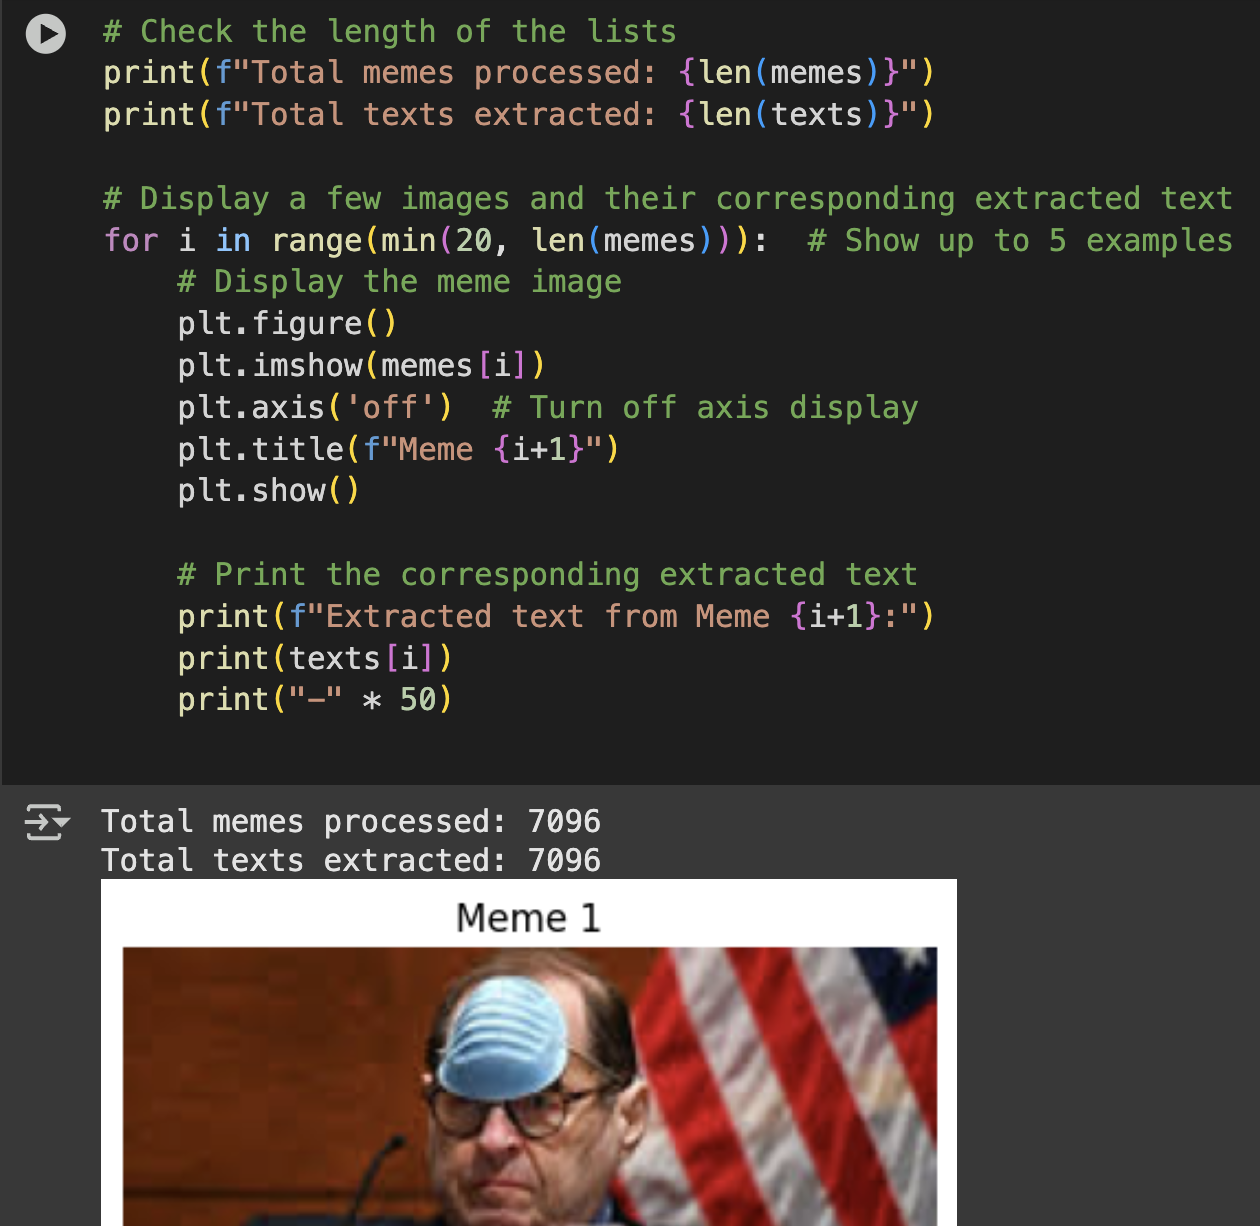 # Check the length of the lists
print(f"Total memes processed: {len(memes)}")
print(f"Total texts extracted: {len(texts)}")
# Display a few images and their corresponding extracted text
for i in range(min(20, len(memes))):  # Show up to 5 examples
    # Display the meme image
    plt.figure()
    plt.imshow(memes[i])
    plt.axis('off')  # Turn off axis display
    plt.title(f"Meme {i+1}")
    plt.show()
    # Print the corresponding extracted text
    print(f"Extracted text from Meme {i+1}:")
    print(texts[i])
    print("-" * 50)
Total memes processed: 7096
Total texts extracted: 7096
Meme 1